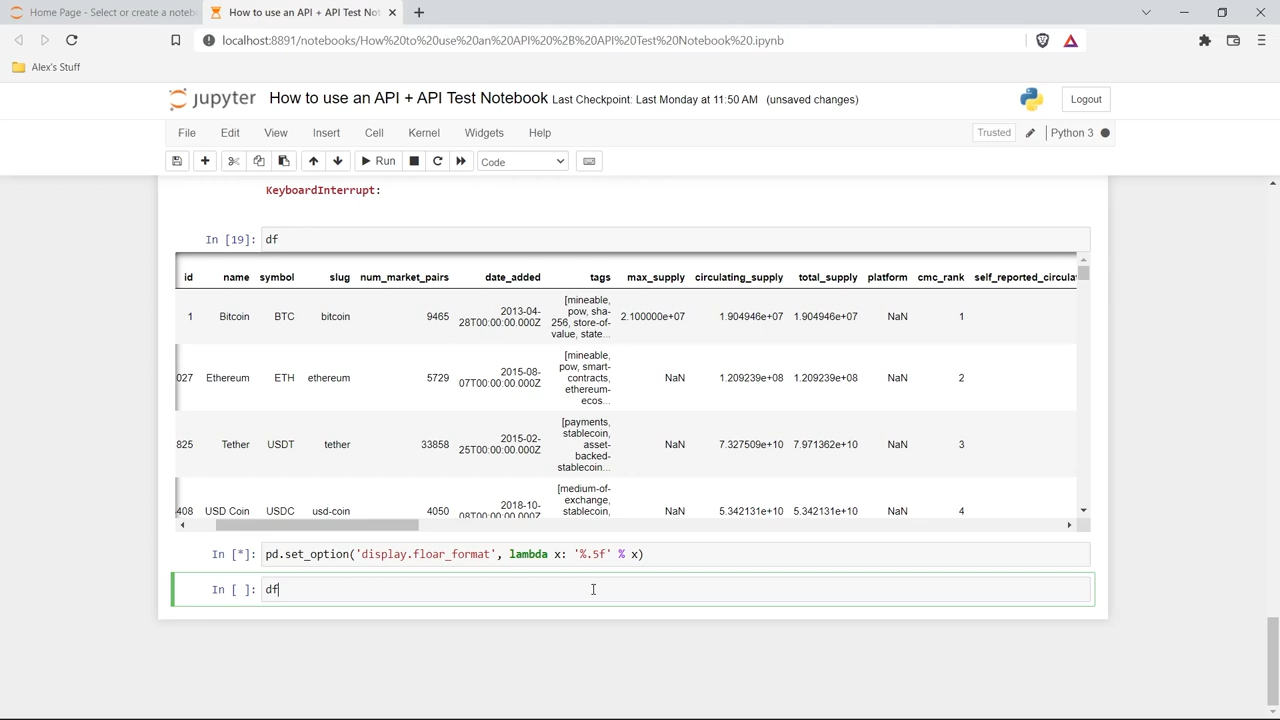 Home Page - Select or create a noteb
How to use an API + API Test Not
localhost:8891/notebooks/How%20to%20use%20an%20API%20%2B%20API%20Test%20Notebook%20.ipynb
Alex's Stuff
jupyter How to use an API + API Test Notebook Last Checkpoint: Last Monday at 11:50 AM (unsaved changes)
Logout
File Edit View Insert Cell Kernel Widgets Help
Trusted Python 3
Run Code
KeyboardInterrupt:
In [19]: df
id name symbol slug num_market_pairs date_added tags max_supply circulating_supply total_supply platform cmc_rank self_reported_circula
1 Bitcoin BTC bitcoin 9465 2013-04-28T00:00:00.000Z [mineable, pow, sha-256, store-of-value, state... 2.100000e+07 1.904946e+07 1.904946e+07 NaN 1
027 Ethereum ETH ethereum 5729 2015-08-07T00:00:00.000Z [mineable, pow, smart-contracts, ethereum-ecos... NaN 1.209239e+08 1.209239e+08 NaN 2
825 Tether USDT tether 33858 2015-02-25T00:00:00.000Z [payments, stablecoin, asset-backed-stablecoin... NaN 7.327509e+10 7.971362e+10 NaN 3
408 USD Coin USDC usd-coin 4050 2018-10-08T00:00:00.000Z [medium-of-exchange, stablecoin, NaN 5.342131e+10 5.342131e+10 NaN 4
In [*]: pd.set_option('display.floar_format', lambda x: '%.5f' % x)
In [ ]: df